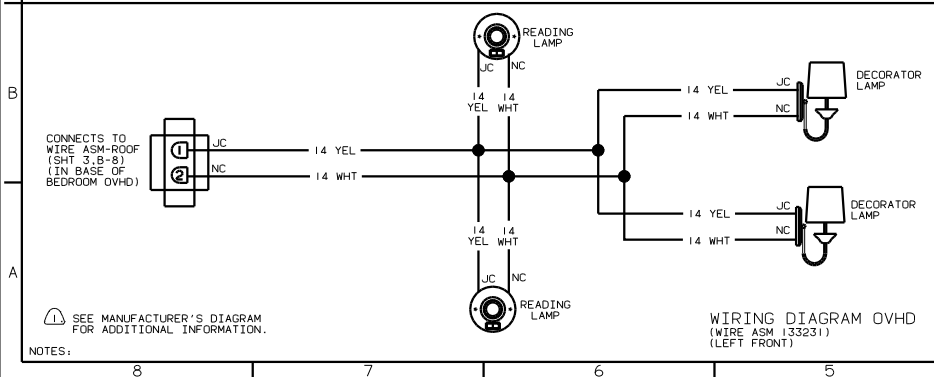 B
A
CONNECTS TO
WIRE ASM-ROOF
(SHT 3,B-8)
(IN BASE OF
BEDROOM OVHD)
1
2
JC
NC
14 YEL
14 WHT
READING
LAMP
JC
NC
14
YEL
14
WHT
14
YEL
14
WHT
JC
NC
READING
LAMP
14 YEL
JC
14 WHT
NC
DECORATOR
LAMP
14 YEL
JC
14 WHT
NC
DECORATOR
LAMP
1
SEE MANUFACTURER'S DIAGRAM
FOR ADDITIONAL INFORMATION.
NOTES:
WIRING DIAGRAM OVHD
(WIRE ASM 133231)
(LEFT FRONT)
8
7
6
5